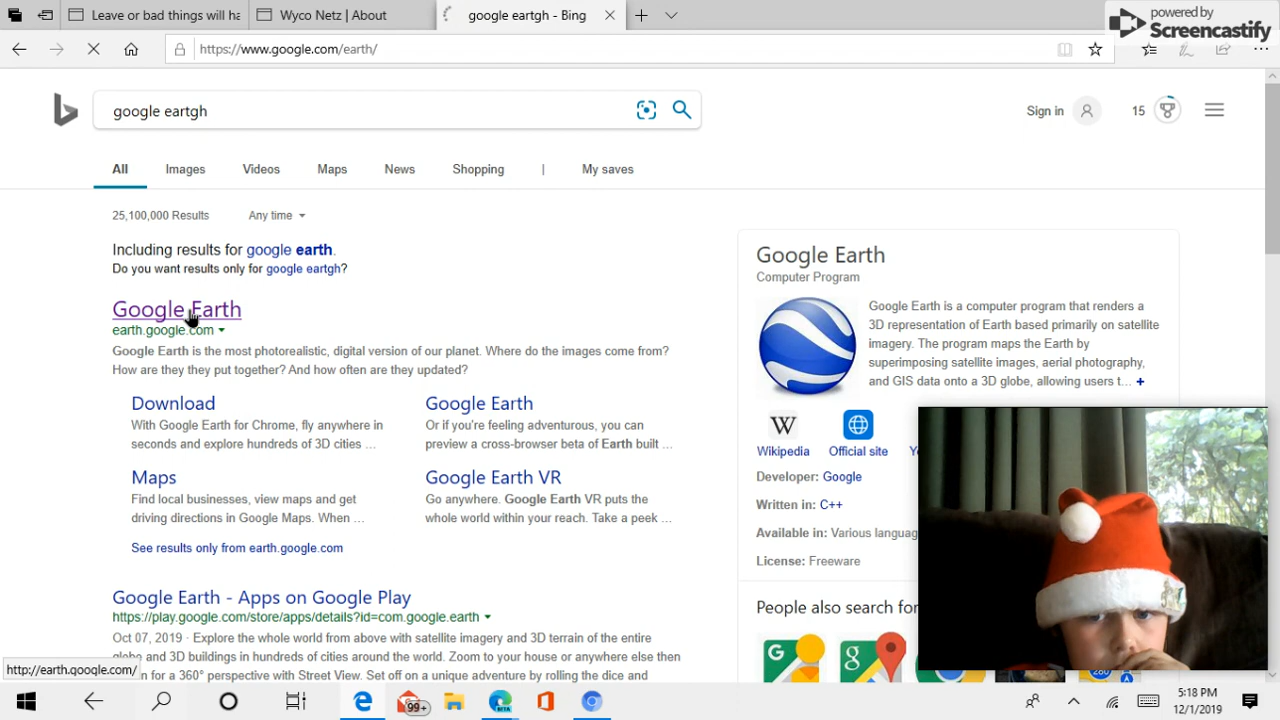 Leave or bad things will ha
Wyco Netz | About
google eartgh - Bing
powered by
Screencastify
https://www.google.com/earth/
google eartgh
Sign in
15
All
Images
Videos
Maps
News
Shopping
|
My saves
25,100,000 Results
Any time
Including results for google earth.
Do you want results only for google eartgh?
Google Earth
earth.google.com
Google Earth is the most photorealistic, digital version of our planet. Where do the images come from?
How are they they put together? And how often are they updated?
Download
With Google Earth for Chrome, fly anywhere in
seconds and explore hundreds of 3D cities ...
Google Earth
Or if you're feeling adventurous, you can
preview a cross-browser beta of Earth built ...
Maps
Find local businesses, view maps and get
driving directions in Google Maps. When ...
Google Earth VR
Go anywhere. Google Earth VR puts the
whole world within your reach. Take a peek ...
See results only from earth.google.com
Google Earth - Apps on Google Play
https://play.google.com/store/apps/details?id=com.google.earth
Oct 07, 2019 · Explore the whole world from above with satellite imagery and 3D terrain of the entire
globe and 3D buildings in hundreds of cities around the world. Zoom to your house or anywhere else then
n for a 360° perspective with Street View. Set off on a unique adventure by rolling the dice and
http://earth.google.com/
Google Earth
Computer Program
Google Earth is a computer program that renders a
3D representation of Earth based primarily on satellite
imagery. The program maps the Earth by
superimposing satellite images, aerial photography,
and GIS data onto a 3D globe, allowing users t... +
W
Wikipedia
Official site
Developer: Google
Written in: C++
Available in: Various languag
License: Freeware
People also search for
99+
BETA
5:18 PM
12/1/2019